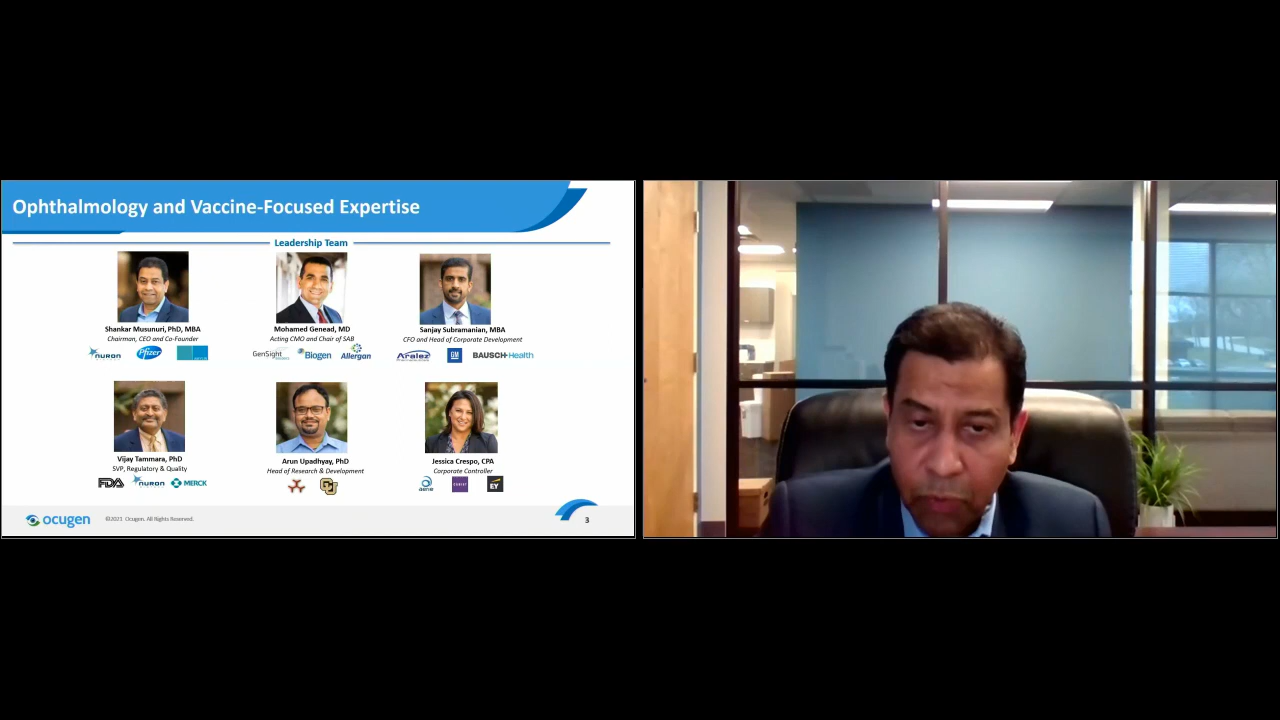 Ophthalmology and Vaccine-Focused Expertise
Leadership Team
Shankar Musunuri, PhD, MBA
Chairman, CEO and Co-Founder
NURON
Pfizer
Mohamed Genead, MD
Acting CMO and Chair of SAB
GenSight
Biogen
Allergan
Sanjay Subramanian, MBA
CFO and Head of Corporate Development
Aralez
GM
BAUSCH+Health
Vijay Tammara, PhD
SVP, Regulatory & Quality
FDA
NURON
MERCK
Arun Upadhyay, PhD
Head of Research & Development
CU
Jessica Crespo, CPA
Corporate Controller
EY
ocugen
©2021 Ocugen. All Rights Reserved.
3